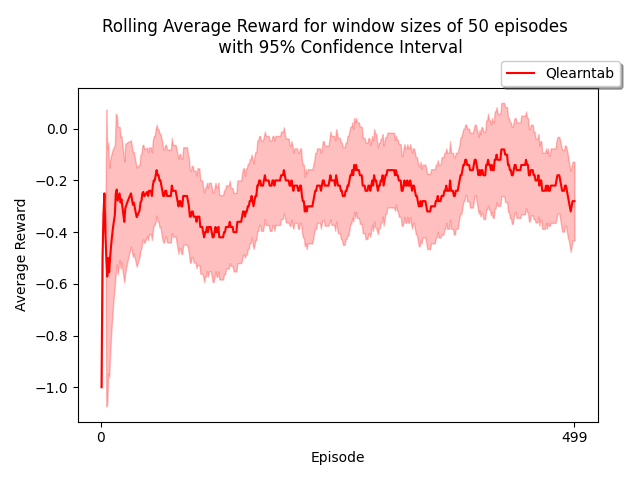 Rolling Average Reward for window sizes of 50 episodes
with 95% Confidence Interval
Qlearntab
0.0
−0.2
−0.4
−0.6
−0.8
−1.0
Average Reward
0
499
Episode